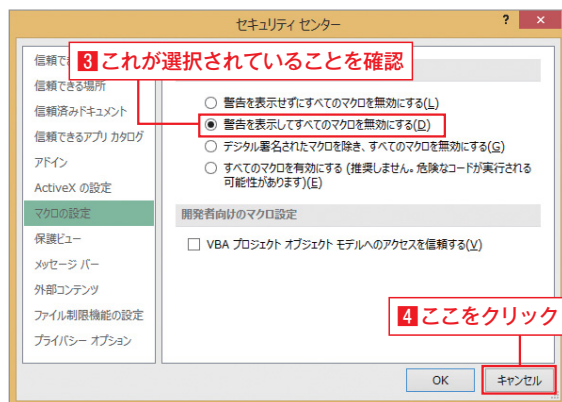 セキュリティ センター
? ×
信頼で
3 これが選択されていることを確認
信頼できる場所
信頼済みドキュメント
信頼できるアプリ カタログ
アドイン
ActiveX の設定
マクロの設定
保護ビュー
メッセージ バー
外部コンテンツ
ファイル制限機能の設定
プライバシー オプション
警告を表示せずにすべてのマクロを無効にする(L)
警告を表示してすべてのマクロを無効にする(D)
デジタル署名されたマクロを除き、すべてのマクロを無効にする(G)
すべてのマクロを有効にする (推奨しません。危険なコードが実行される
可能性があります)(E)
開発者向けのマクロ設定
VBA プロジェクト オブジェクト モデルへのアクセスを信頼する(V)
4 ここをクリック
OK
キャンセル